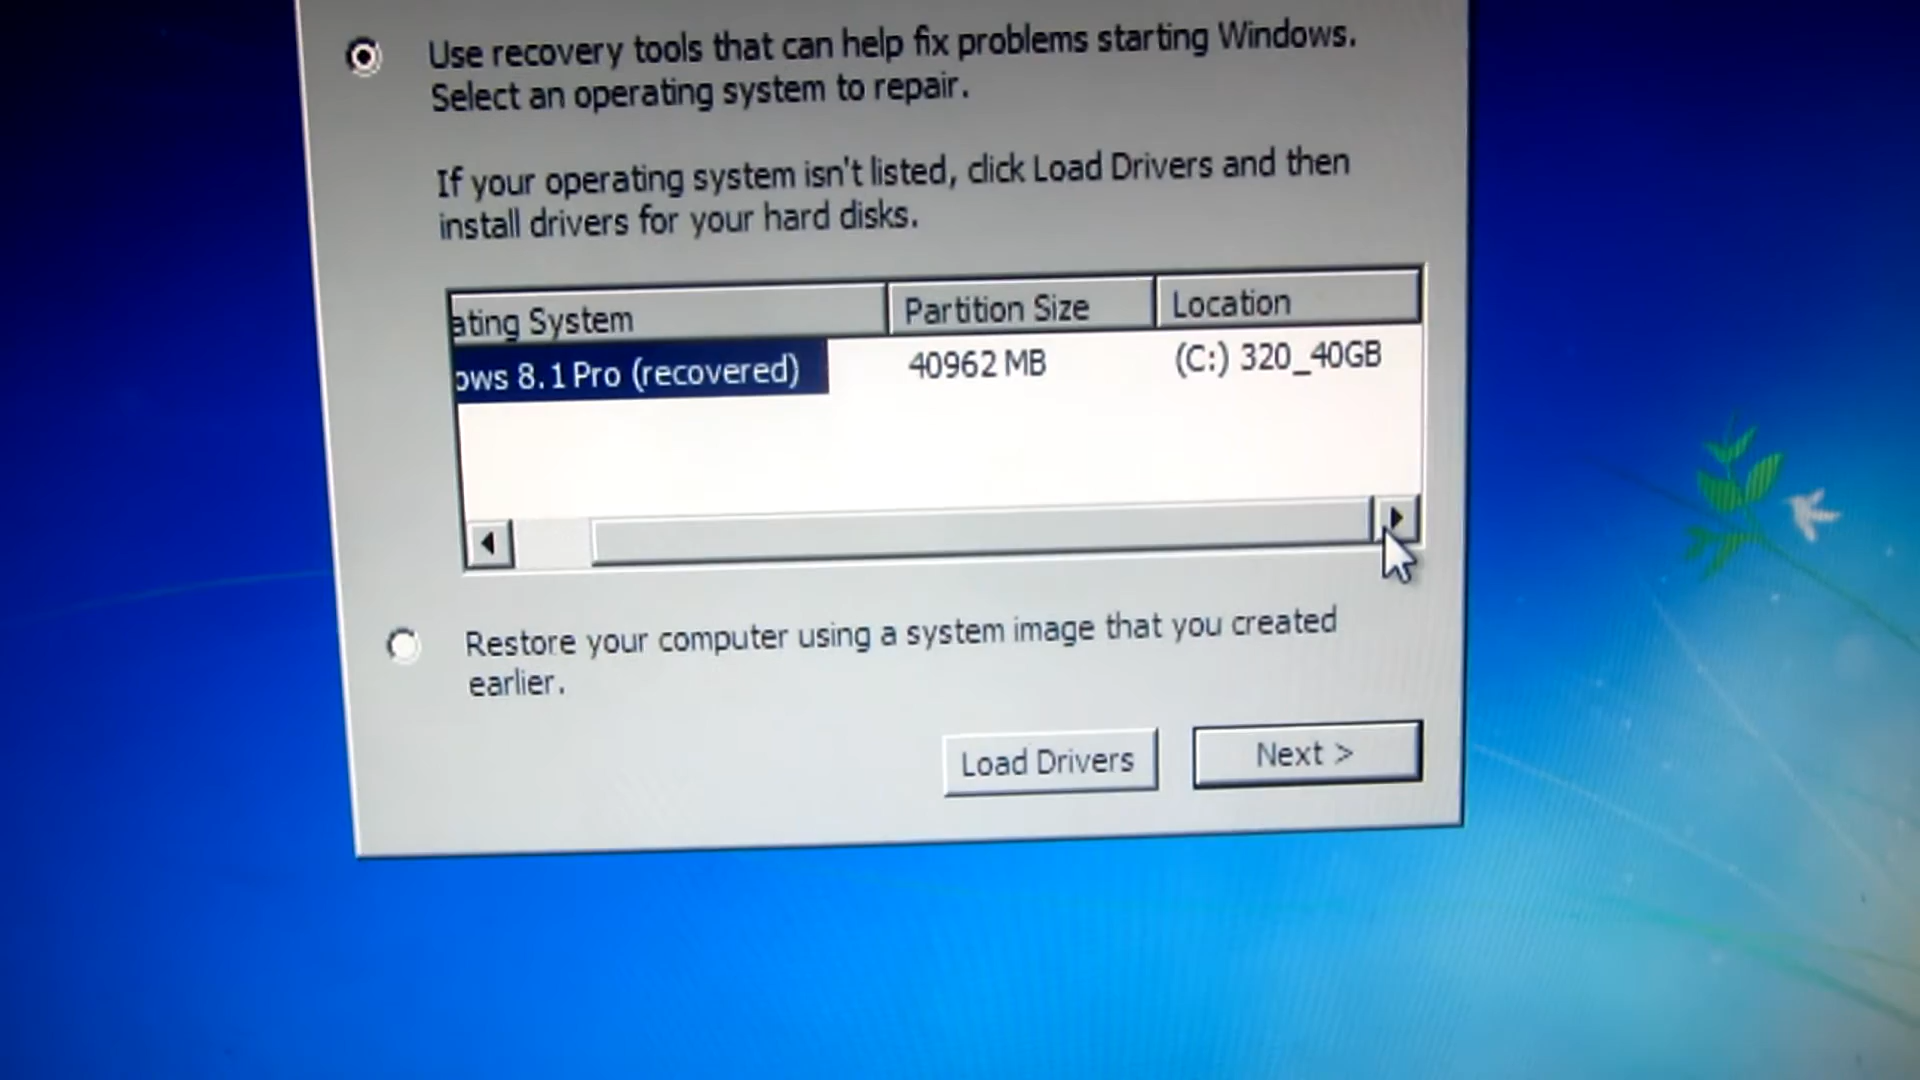 Use recovery tools that can help fix problems starting Windows.
Select an operating system to repair.
If your operating system isn't listed, click Load Drivers and then
install drivers for your hard disks.
ating System Partition Size Location
ows 8.1 Pro (recovered) 40962 MB (C:) 320_40GB
Restore your computer using a system image that you created
earlier.
Load Drivers Next >